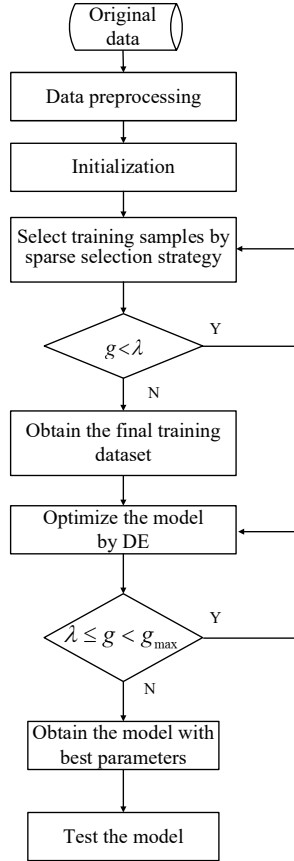 Original
data
Data preprocessing
Initialization
Select training samples by
sparse selection strategy
g<λ
Y
N
Obtain the final training
dataset
Optimize the model
by DE
λ ≤ g < g_max
Y
N
Obtain the model with
best parameters
Test the model